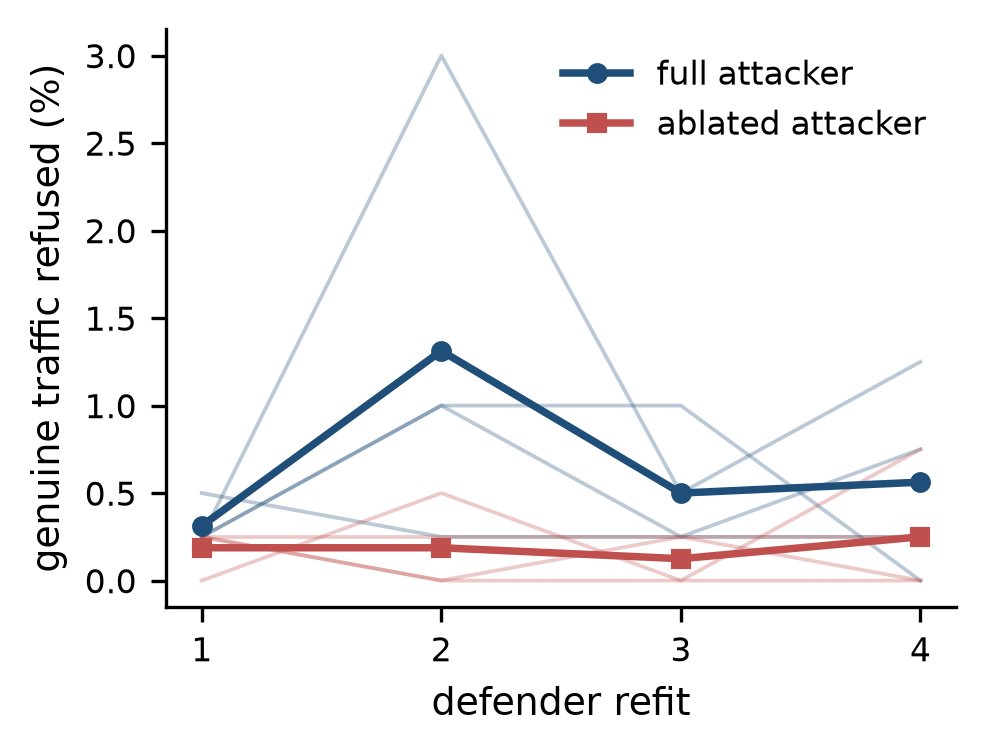 genuine traffic refused (%)
3.0
2.5
2.0
1.5
1.0
0.5
0.0
full attacker
ablated attacker
1 2 3 4
defender refit